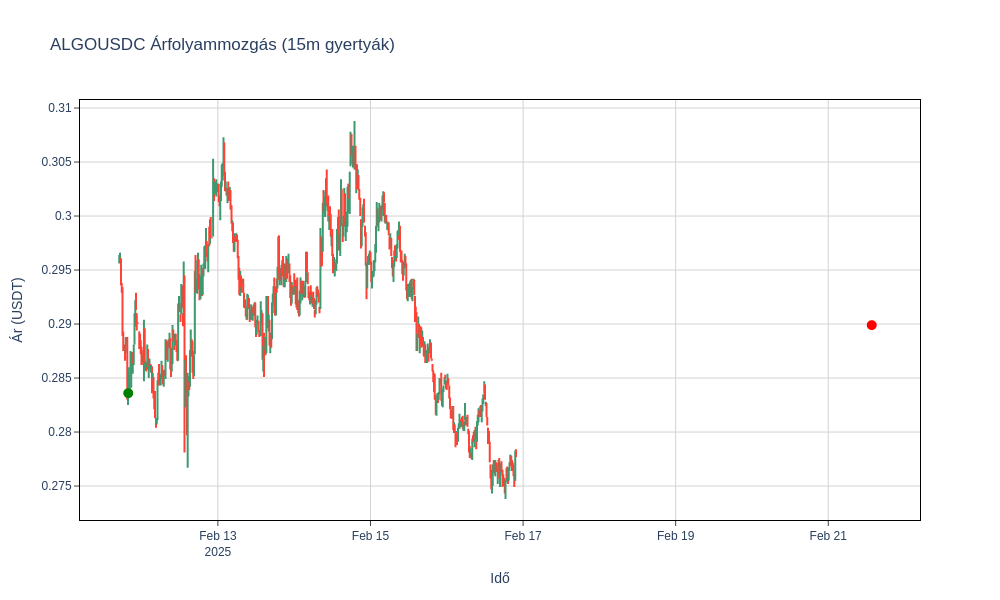 ALGOUSDC Árfolyammozgás (15m gyertyák)
0.31
0.305
0.3
0.295
0.29
0.285
0.28
0.275
Ár (USDT)
Feb 13
2025
Feb 15
Feb 17
Feb 19
Feb 21
Idő